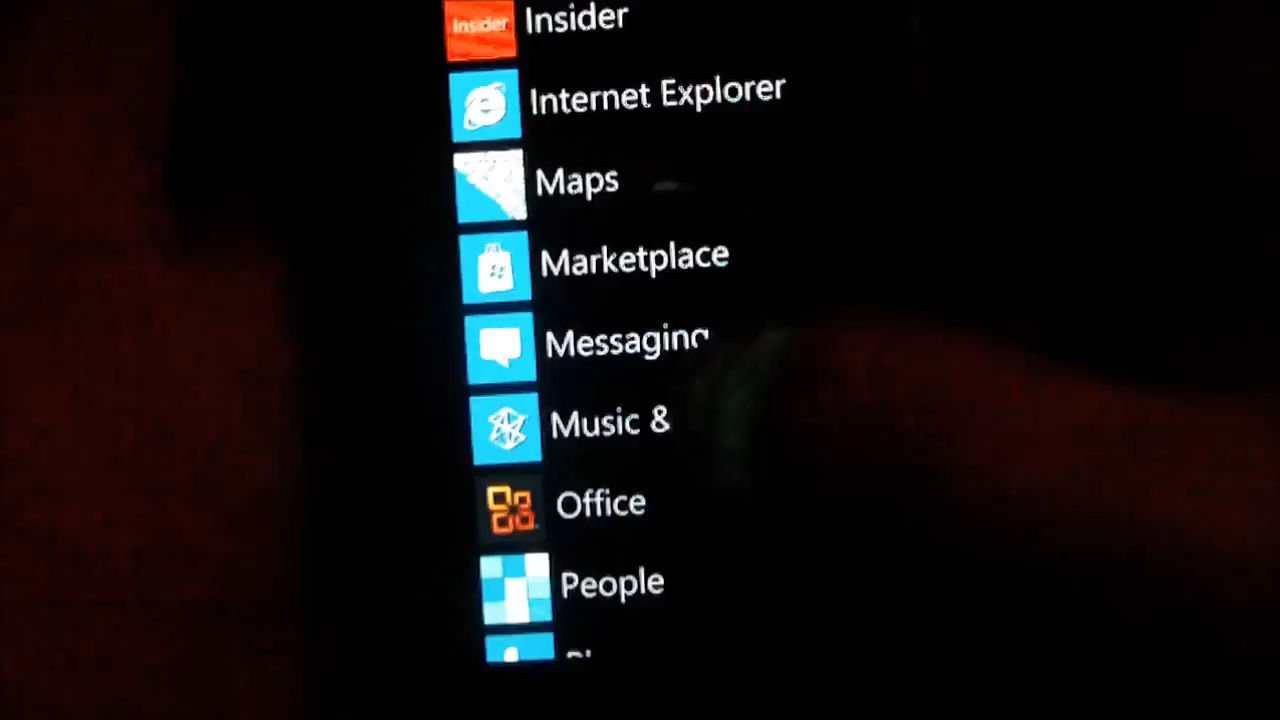 Insider Insider
Internet Explorer
Maps
Marketplace
Messaging
Music &
Office
People